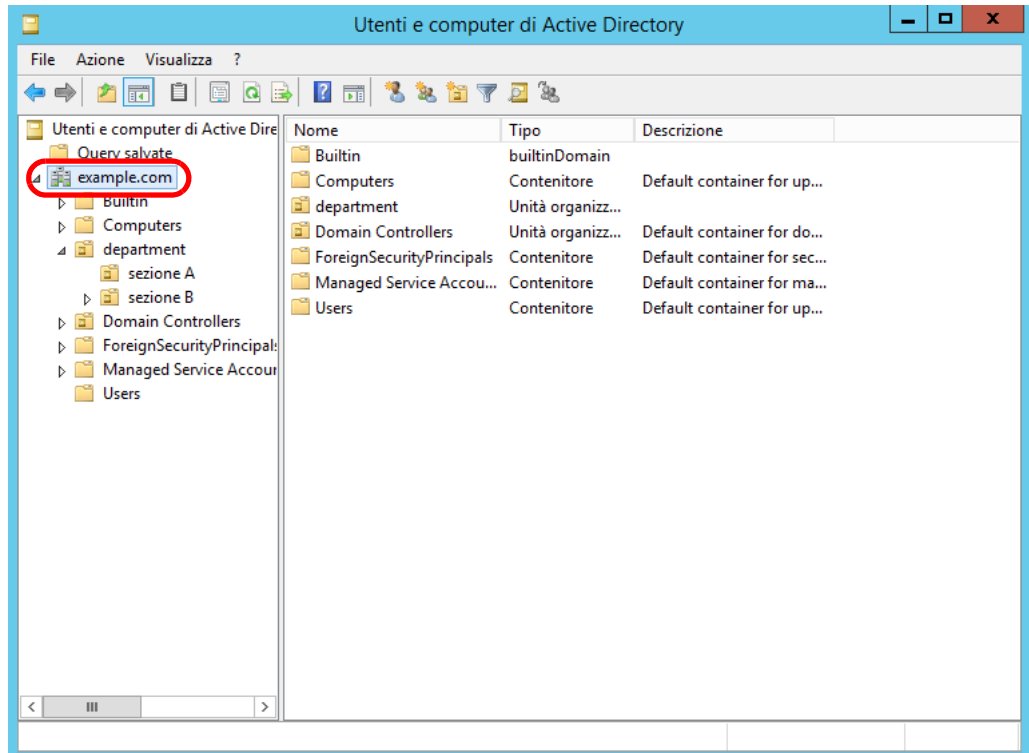 Utenti e computer di Active Directory
File Azione Visualizza ?
Utenti e computer di Active Dire
Query salvate
example.com
Builtin
Computers
department
sezione A
sezione B
Domain Controllers
ForeignSecurityPrincipal
Managed Service Accour
Users
Nome Tipo Descrizione
Builtin builtinDomain
Computers Contenitore Default container for up...
department Unità organizz...
Domain Controllers Unità organizz... Default container for do...
ForeignSecurityPrincipals Contenitore Default container for sec...
Managed Service Accou... Contenitore Default container for ma...
Users Contenitore Default container for up...